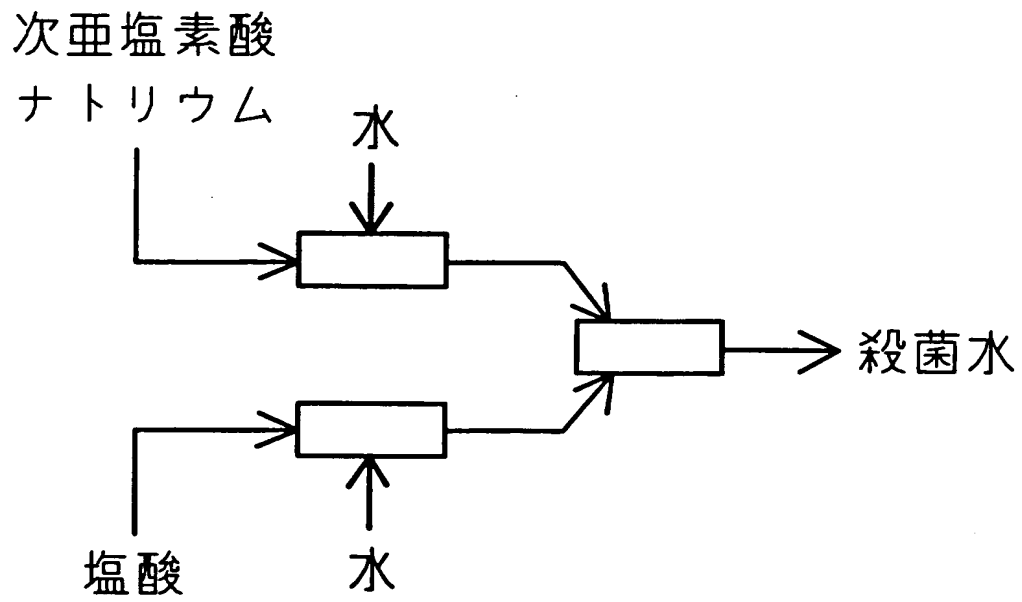 次亜塩素酸
ナトリウム
水
殺菌水
塩酸
水